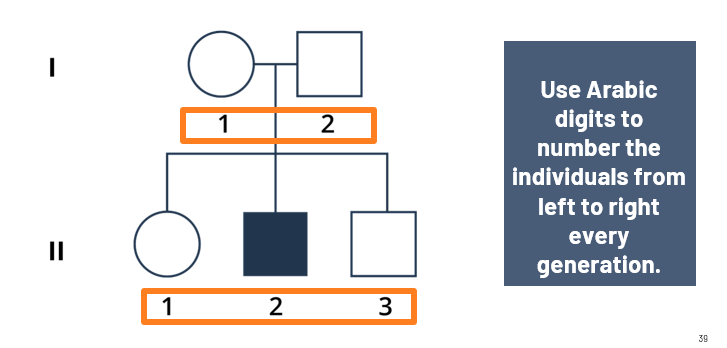 I
1 2
II
1 2 3
Use Arabic
digits to
number the
individuals from
left to right
every
generation.
39